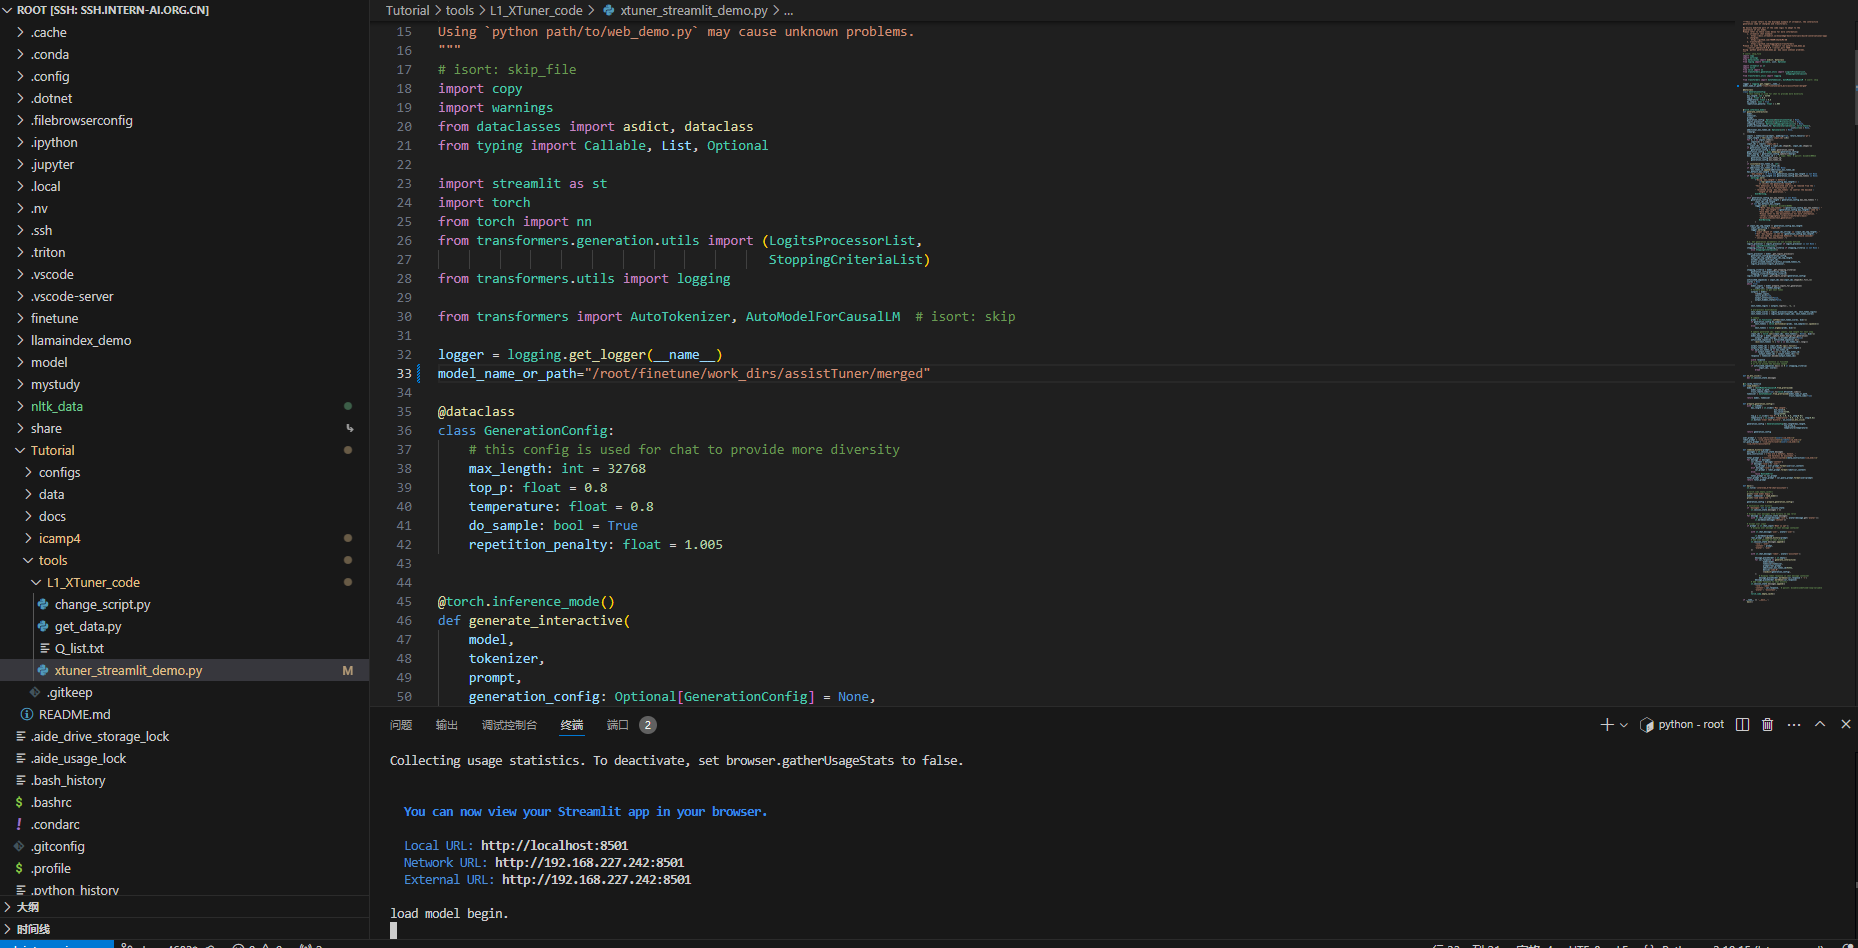 ROOT [SSH: SSH.INTERN-AI.ORG.CN]
.cache
.conda
.config
.dotnet
.filebrowserconfig
.ipython
.jupyter
.local
.nv
.ssh
.triton
.vscode
.vscode-server
finetune
llamaindex_demo
model
mystudy
nltk_data
share
Tutorial
configs
data
docs
icamp4
tools
L1_XTuner_code
change_script.py
get_data.py
Q_list.txt
xtuner_streamlit_demo.py M
.gitkeep
README.md
.aide_drive_storage_lock
.aide_usage_lock
.bash_history
.bashrc
.condarc
.gitconfig
.profile
.python_history
大纲
时间线
Tutorial > tools > L1_XTuner_code > xtuner_streamlit_demo.py > ...
15 Using `python path/to/web_demo.py` may cause unknown problems.
16 """
17 # isort: skip_file
18 import copy
19 import warnings
20 from dataclasses import asdict, dataclass
21 from typing import Callable, List, Optional
22
23 import streamlit as st
24 import torch
25 from torch import nn
26 from transformers.generation.utils import (LogitsProcessorList,
27 StoppingCriteriaList)
28 from transformers.utils import logging
29
30 from transformers import AutoTokenizer, AutoModelForCausalLM  # isort: skip
31
32 logger = logging.get_logger(__name__)
33 model_name_or_path="/root/finetune/work_dirs/assistTuner/merged"
34
35 @dataclass
36 class GenerationConfig:
37 # this config is used for chat to provide more diversity
38 max_length: int = 32768
39 top_p: float = 0.8
40 temperature: float = 0.8
41 do_sample: bool = True
42 repetition_penalty: float = 1.005
43
44
45 @torch.inference_mode()
46 def generate_interactive(
47 model,
48 tokenizer,
49 prompt,
50 generation_config: Optional[GenerationConfig] = None,
问题 输出 调试控制台 终端 端口 2
python - root
Collecting usage statistics. To deactivate, set browser.gatherUsageStats to false.
You can now view your Streamlit app in your browser.
Local URL: http://localhost:8501
Network URL: http://192.168.227.242:8501
External URL: http://192.168.227.242:8501
load model begin.